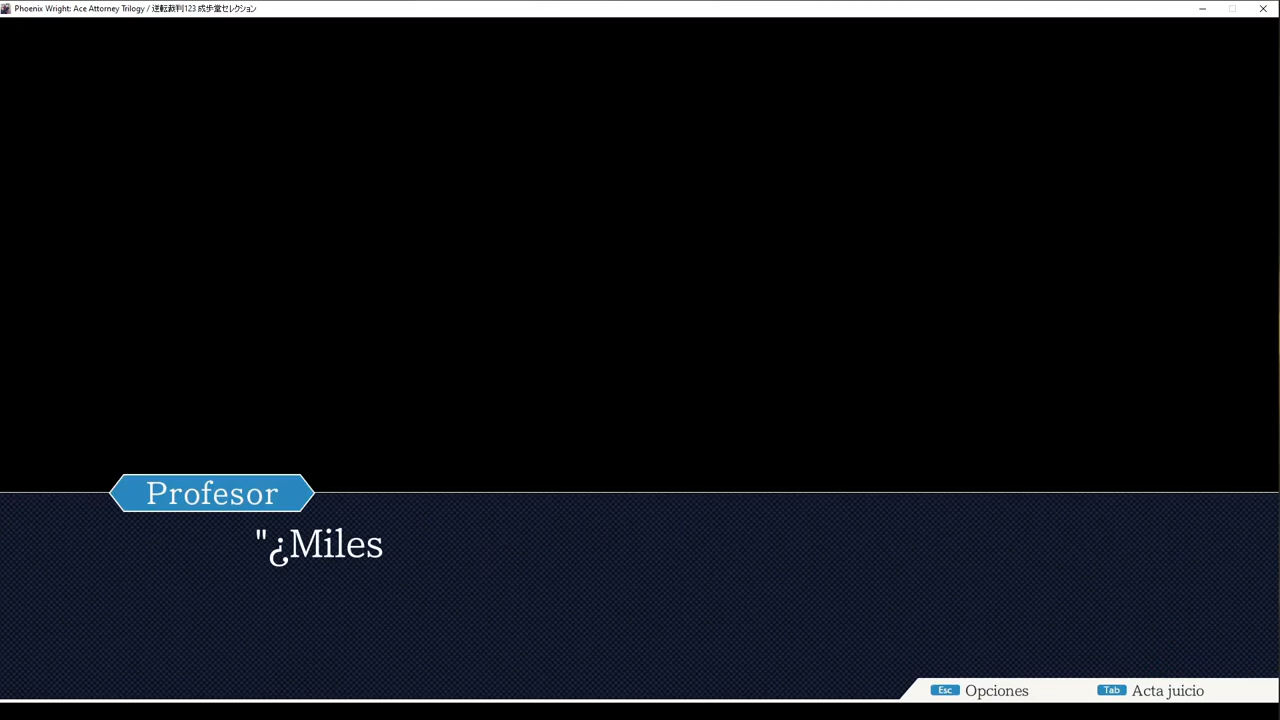 Phoenix Wright: Ace Attorney Trilogy / 逆転裁判123 成歩堂セレクション
Profesor
"¿Miles
Esc Opciones Tab Acta juicio